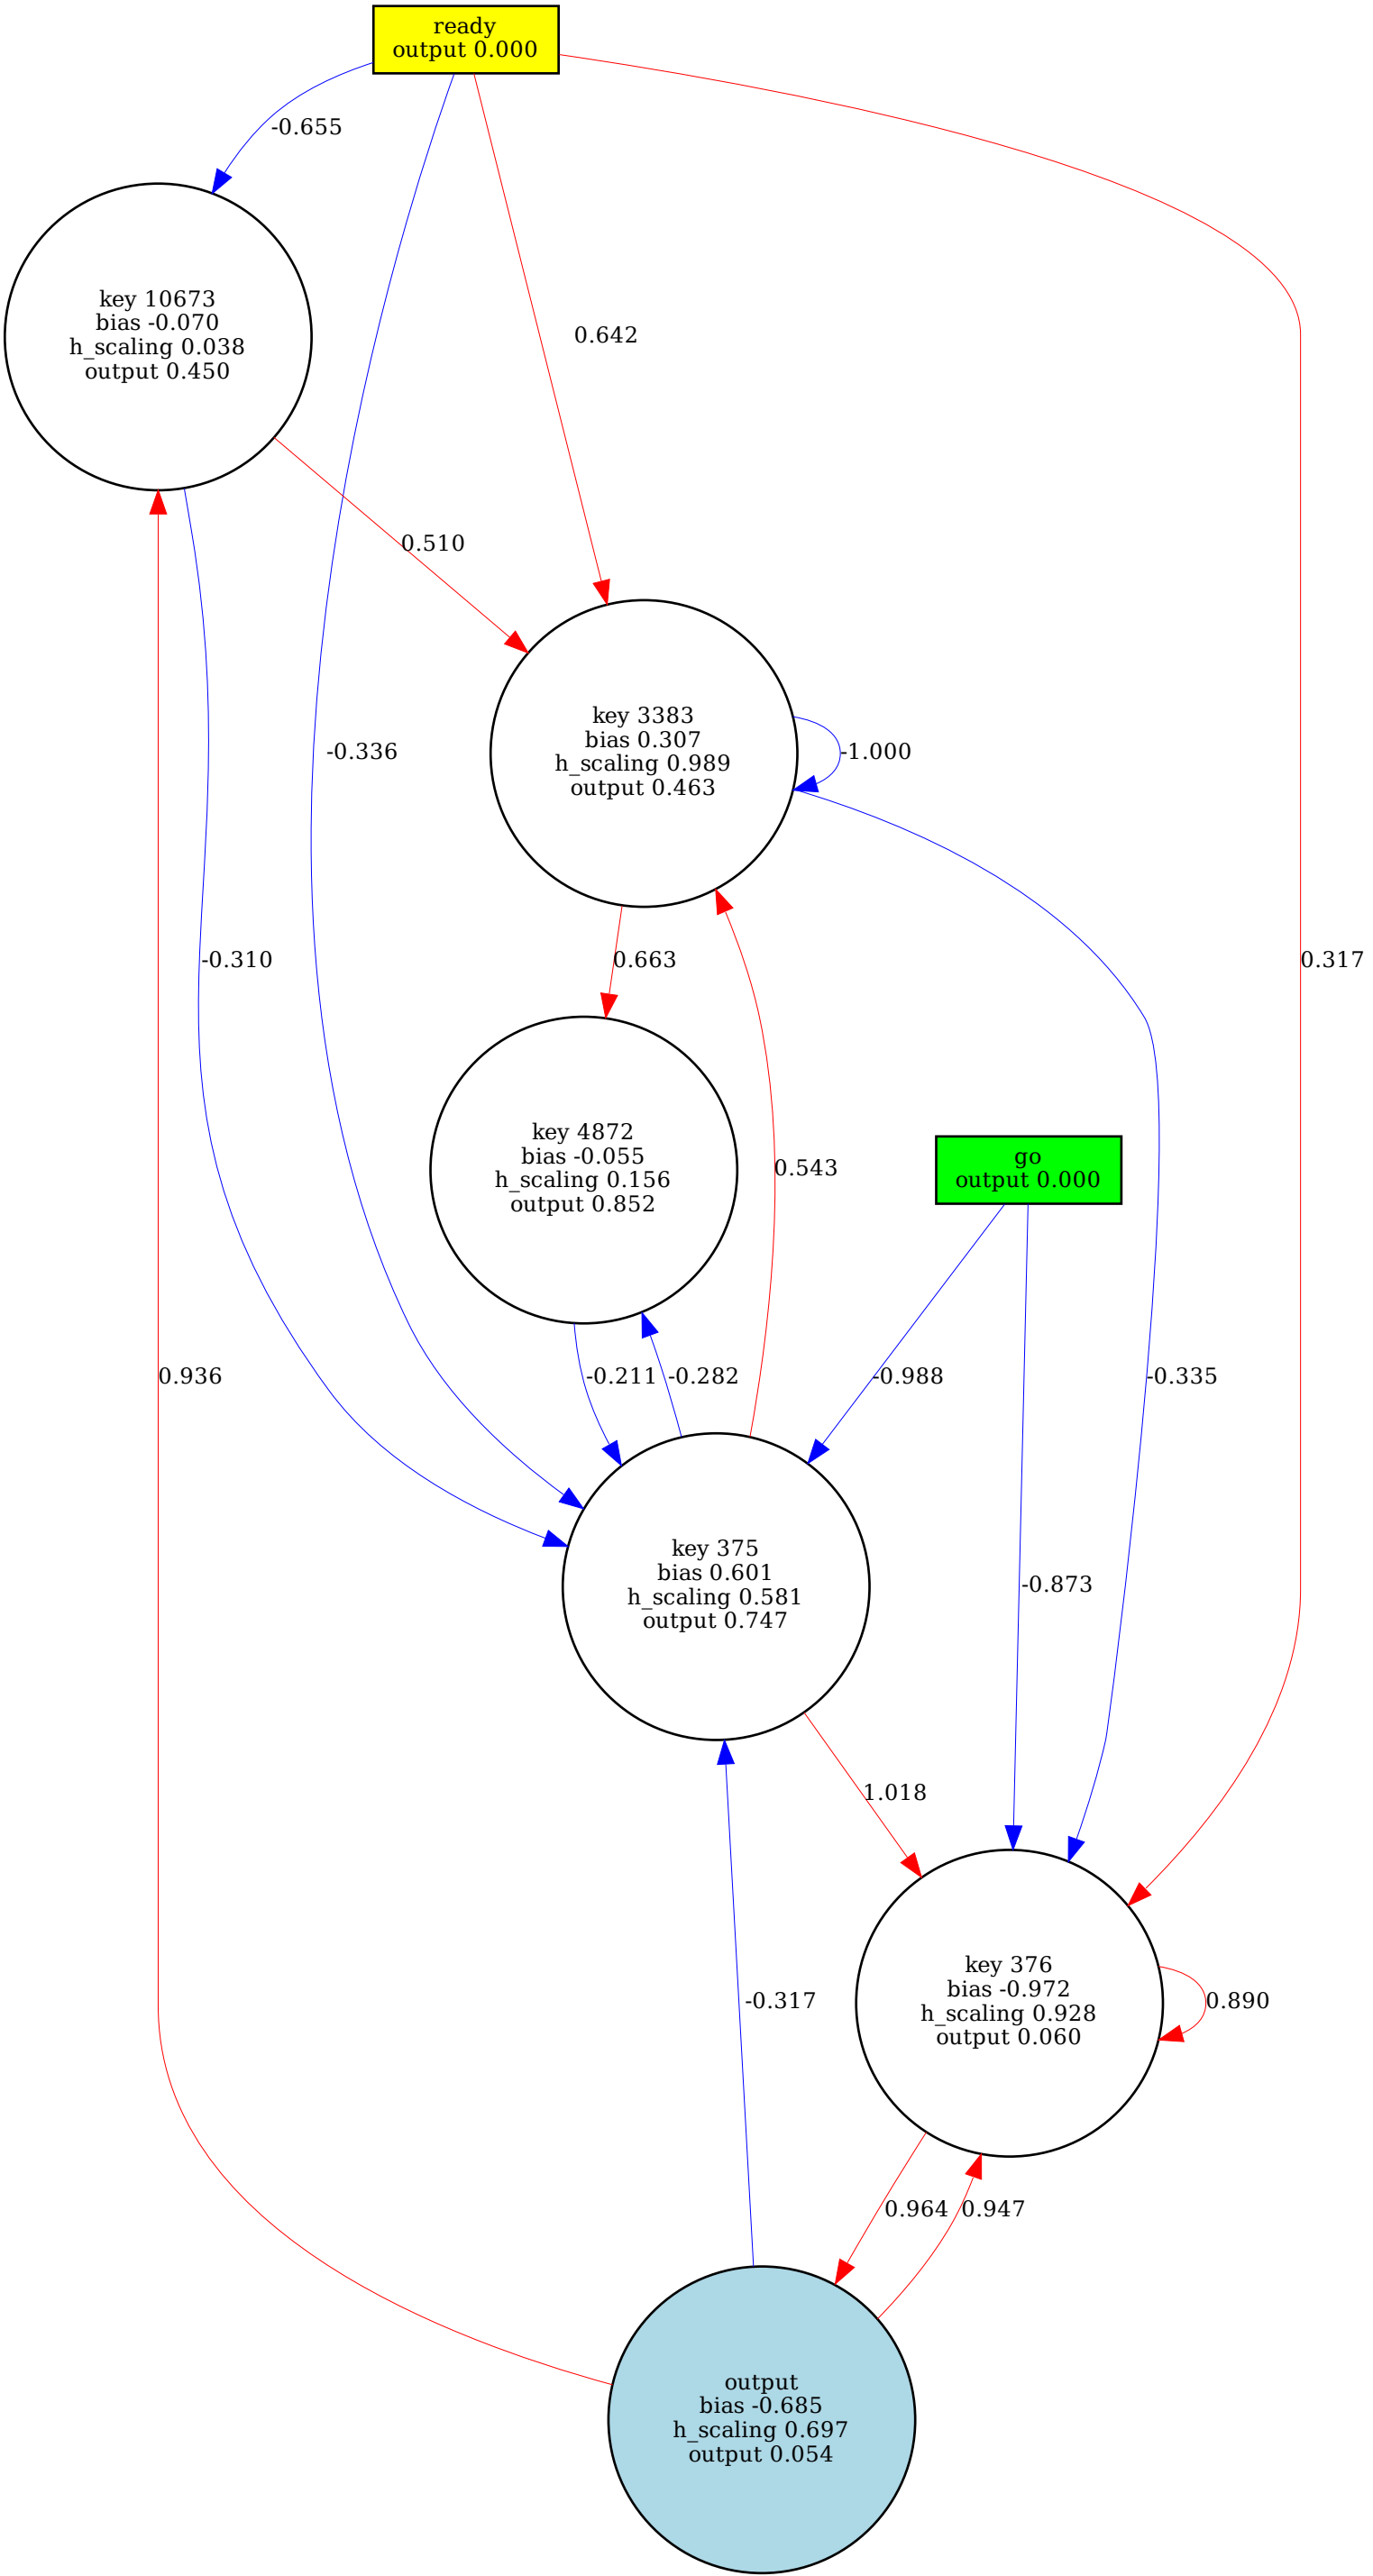 ready
output 0.000
-0.655
key 10673
bias -0.070
h_scaling 0.038
output 0.450
0.642
0.510
key 3383
bias 0.307
h_scaling 0.989
output 0.463
-1.000
-0.336
-0.310
0.663
0.317
key 4872
bias -0.055
h_scaling 0.156
output 0.852
0.543
go
output 0.000
0.936
-0.211
-0.282
-0.988
-0.335
key 375
bias 0.601
h_scaling 0.581
output 0.747
-0.873
1.018
key 376
bias -0.972
h_scaling 0.928
output 0.060
0.890
-0.317
0.964
0.947
output
bias -0.685
h_scaling 0.697
output 0.054